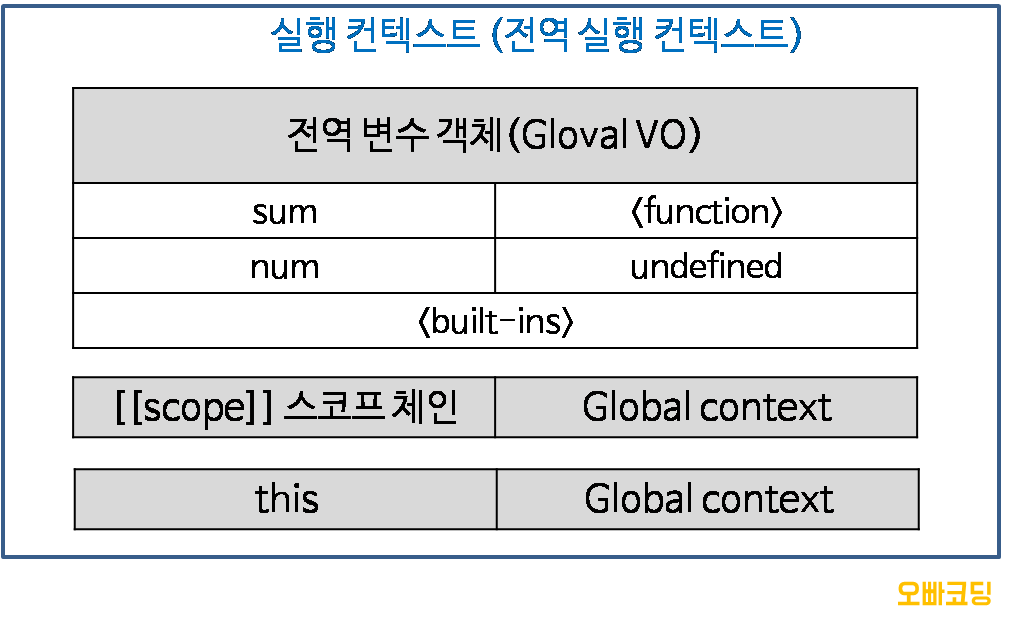 실행 컨텍스트 (전역 실행 컨텍스트)
전역 변수 객체(Gloval VO)
sum <function>
num undefined
<built-ins>
[[scope]] 스코프 체인 Global context
this Global context
오빠코딩